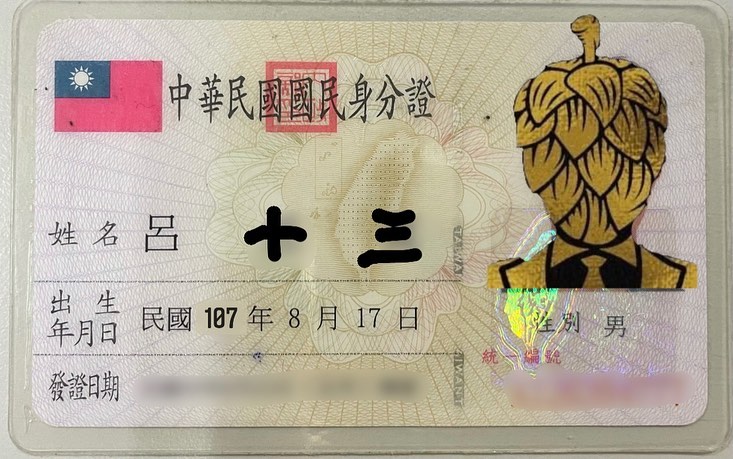 中華民國國民身分證
姓名 呂 十 三
出生年月日 民國 107 年 8 月 17 日
性別 男
統一編號
發證日期